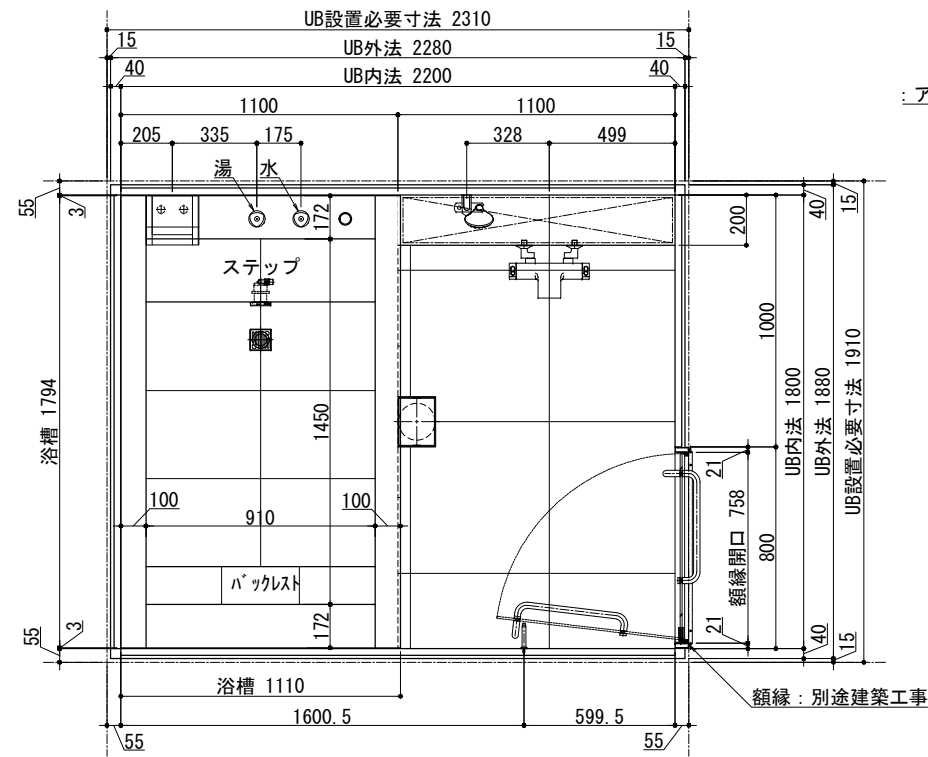 UB設置必要寸法 2310
15
UB外法 2280
15
40
UB内法 2200
40
: ア
1100
1100
205
335
175
328
499
湯
水
55
3
172
200
40
15
ステップ
1000
浴槽 1794
1450
UB内法 1800
UB外法 1880
UB設置必要寸法 1910
21
100
910
100
額縁開口 758
800
バックレスト
172
21
3
55
40
15
浴槽 1110
額縁：別途建築工事
1600.5
599.5
55
55